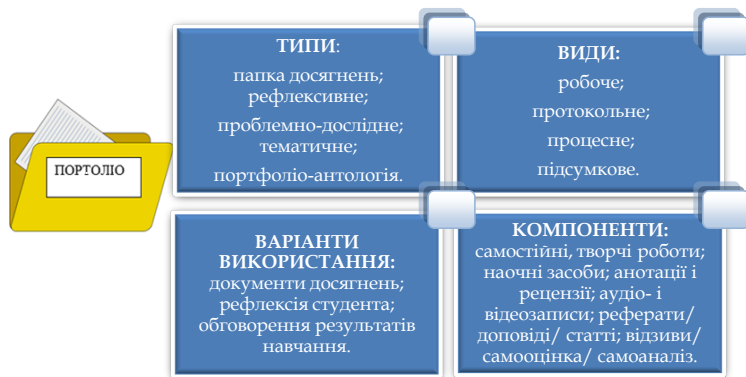 ПОРТОЛІО
ТИПИ:
папка досягнень;
рефлексивне;
проблемно-дослідне;
тематичне;
портфоліо-антологія.
ВИДИ:
робоче;
протокольне;
процесне;
підсумкове.
ВАРІАНТИ
ВИКОРИСТАННЯ:
документи досягнень;
рефлексія студента;
обговорення результатів
навчання.
КОМПОНЕНТИ:
самостійні, творчі роботи;
наочні засоби; анотації і
рецензії; аудіо- і
відеозаписи; реферати/
доповіді/ статті; відзиви/
самооцінка/ самоаналіз.